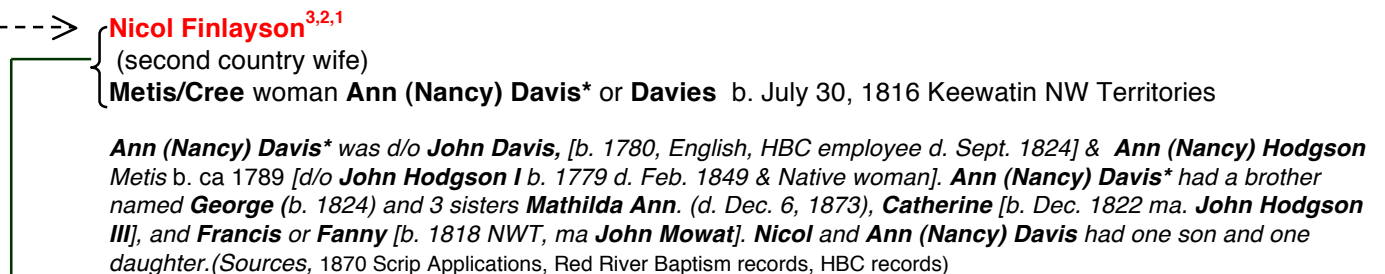 Nicol Finlayson3,2,1
(second country wife)
Metis/Cree woman Ann (Nancy) Davis* or Davies b. July 30, 1816 Keewatin NW Territories
Ann (Nancy) Davis* was d/o John Davis, [b. 1780, English, HBC employee d. Sept. 1824] & Ann (Nancy) Hodgson
Metis b. ca 1789 [d/o John Hodgson I b. 1779 d. Feb. 1849 & Native woman]. Ann (Nancy) Davis* had a brother
named George (b. 1824) and 3 sisters Mathilda Ann. (d. Dec. 6, 1873), Catherine [b. Dec. 1822 ma. John Hodgson
III], and Francis or Fanny [b. 1818 NWT, ma John Mowat]. Nicol and Ann (Nancy) Davis had one son and one
daughter.(Sources, 1870 Scrip Applications, Red River Baptism records, HBC records)